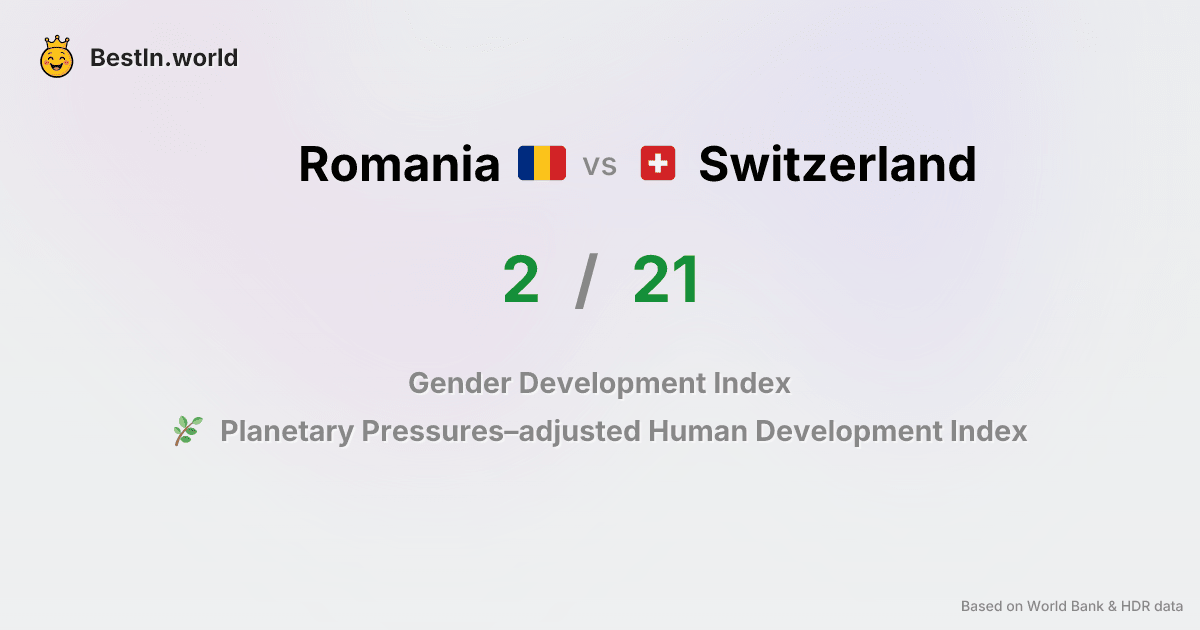 BestIn.world
Romania vs Switzerland
2 / 21
Gender Development Index
Planetary Pressures–adjusted Human Development Index
Based on World Bank & HDR data